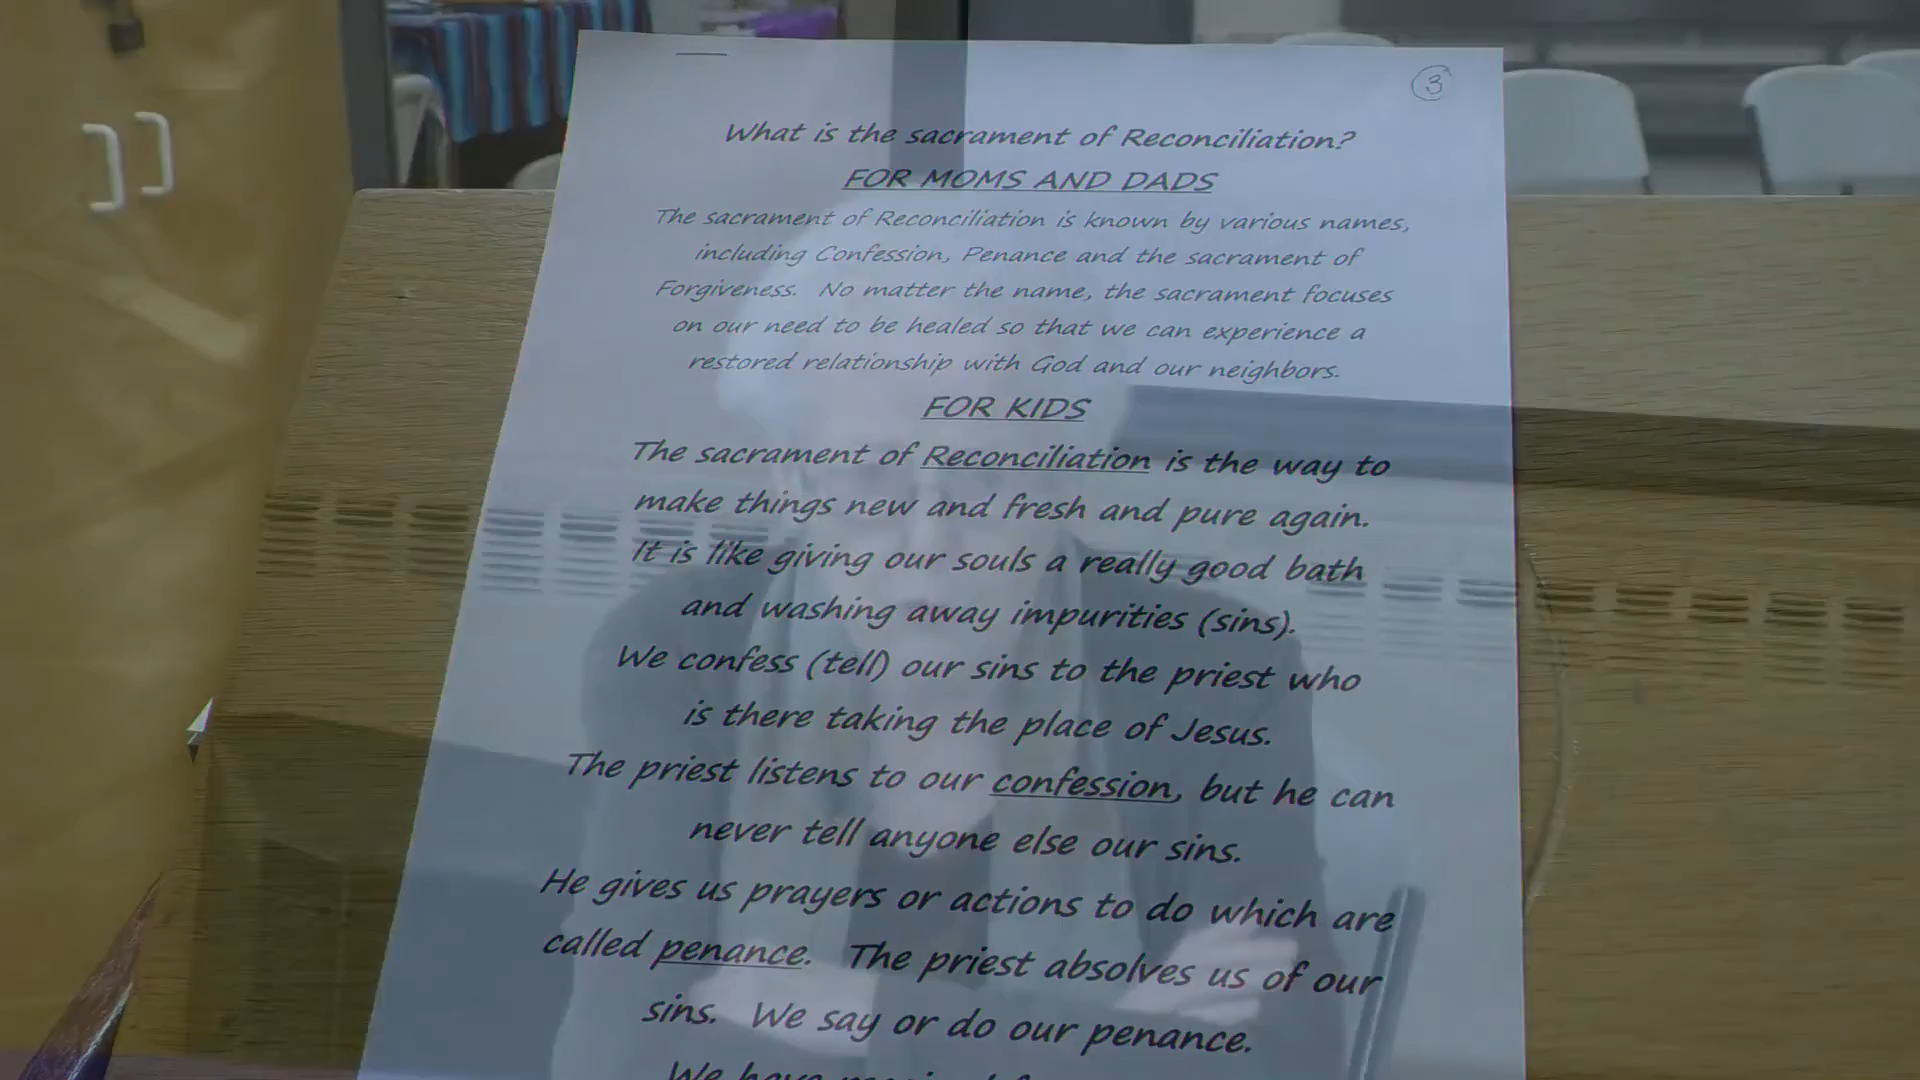 3
What is the sacrament of Reconciliation?
FOR MOMS AND DADS
The sacrament of Reconciliation is known by various names,
including Confession, Penance and the sacrament of
Forgiveness. No matter the name, the sacrament focuses
on our need to be healed so that we can experience a
restored relationship with God and our neighbors.
FOR KIDS
The sacrament of Reconciliation is the way to
make things new and fresh and pure again.
It is like giving our souls a really good bath
and washing away impurities (sins).
We confess (tell) our sins to the priest who
is there taking the place of Jesus.
The priest listens to our confession, but he can
never tell anyone else our sins.
He gives us prayers or actions to do which are
called penance. The priest absolves us of our
sins. We say or do our penance.
We have